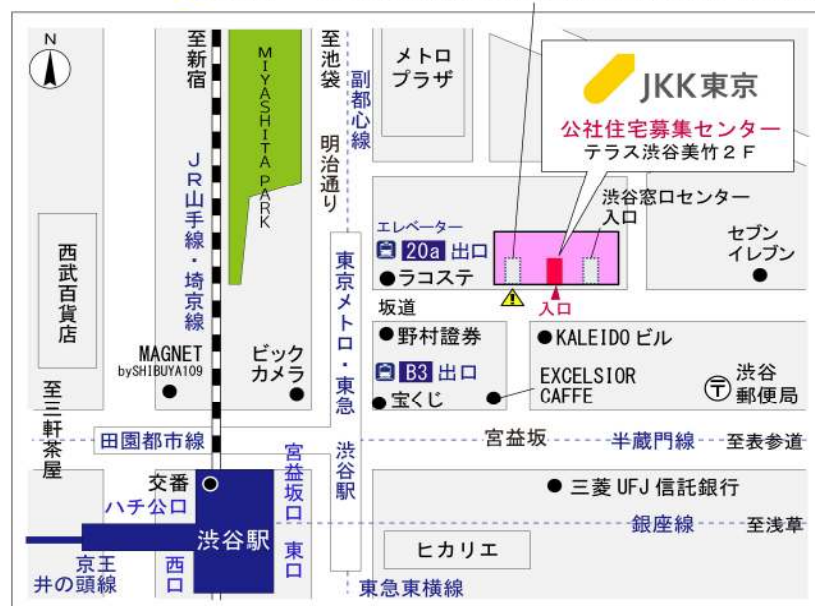 N
至新宿
JR山手線・埼京線
MIYASHITA PARK
至池袋
明治通り
副都心線
メトロ
プラザ
JKK東京
公社住宅募集センター
テラス渋谷美竹2F
渋谷窓口センター
入口
エレベーター
20a 出口
ラコステ
入口
セブン
イレブン
西武百貨店
坂道
東京メトロ・東急 渋谷駅
野村證券
B3 出口
宝くじ
KALEIDO ビル
EXCELSIOR
CAFFE
〒
渋谷
郵便局
MAGNET
bySHIBUYA109
ビック
カメラ
至三軒茶屋
田園都市線
宮益坂
半蔵門線
至表参道
交番
ハチ公口
宮益坂口
東口
渋谷駅
西口
京王
井の頭線
三菱UFJ信託銀行
銀座線
至浅草
ヒカリエ
東急東横線